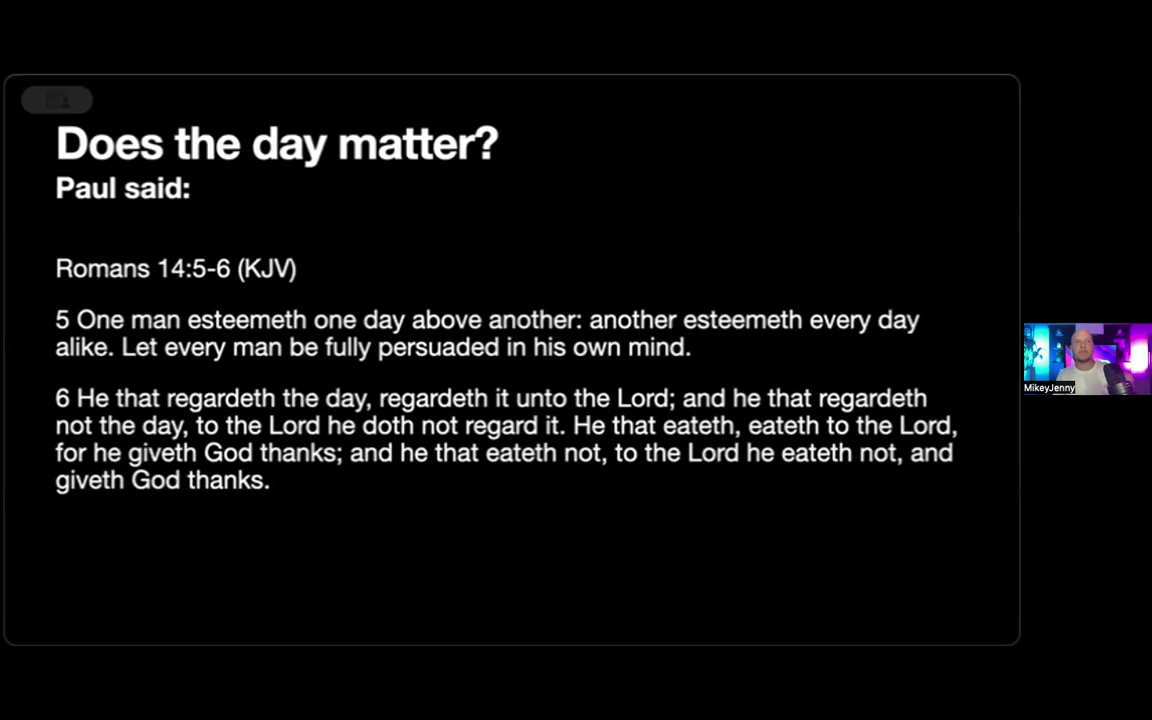 Does the day matter?
Paul said:
Romans 14:5-6 (KJV)
5 One man esteemeth one day above another: another esteemeth every day
alike. Let every man be fully persuaded in his own mind.
6 He that regardeth the day, regardeth it unto the Lord; and he that regardeth
not the day, to the Lord he doth not regard it. He that eateth, eateth to the Lord,
for he giveth God thanks; and he that eateth not, to the Lord he eateth not, and
giveth God thanks.
MikeyJenny